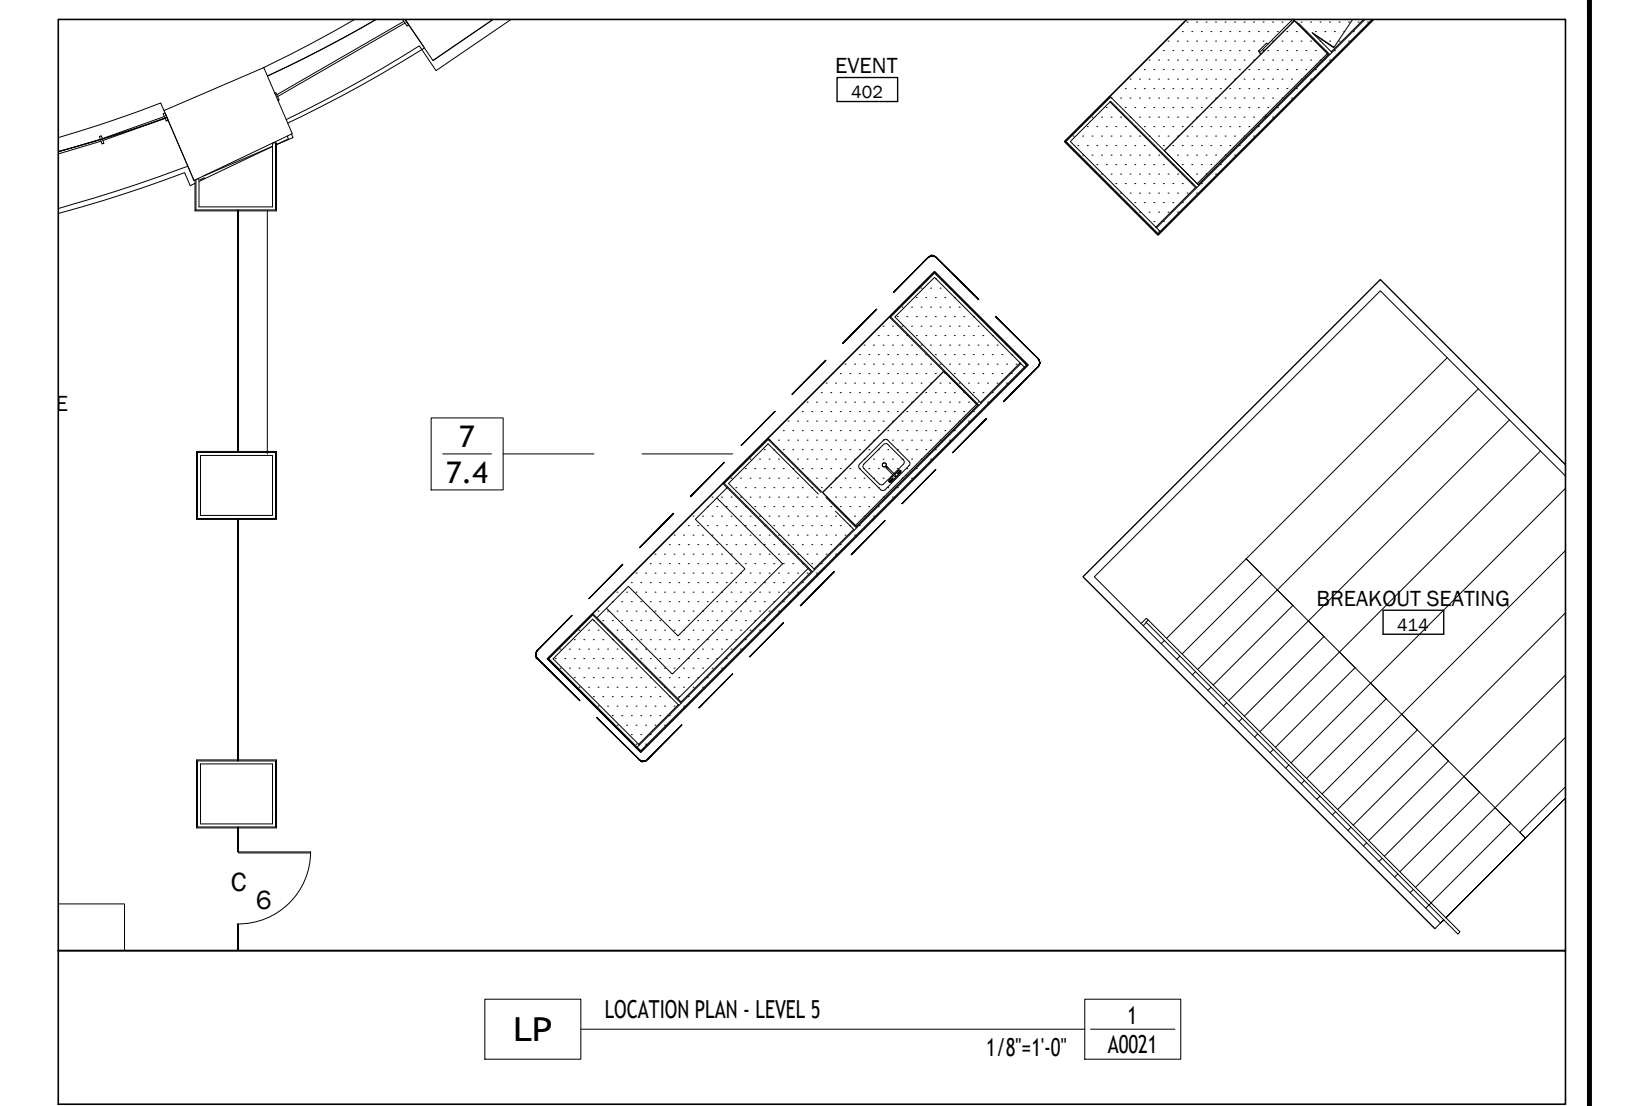 EVENT
402
E
7
7.4
BREAKOUT SEATING
414
C
6
LP
LOCATION PLAN - LEVEL 5
1/8"=1'-0"
1
A0021